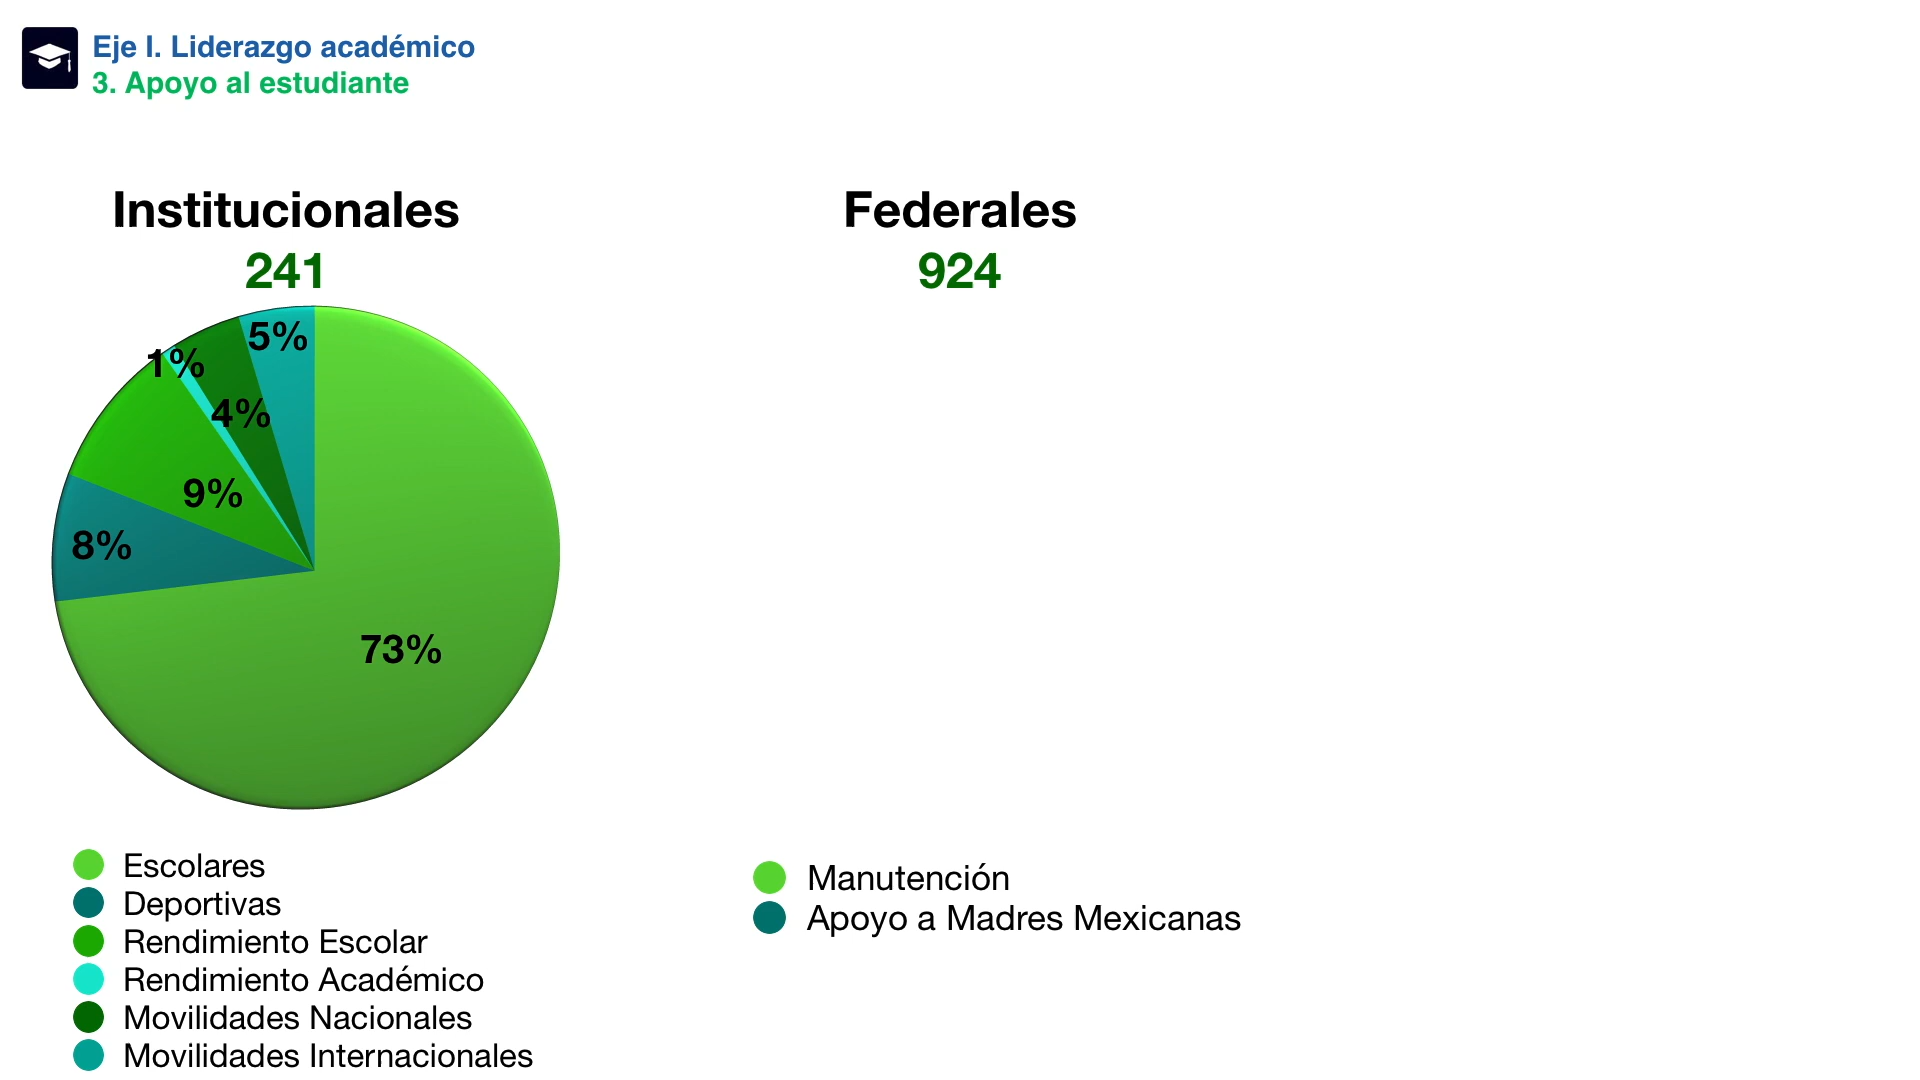 Eje I. Liderazgo académico
3. Apoyo al estudiante
Institucionales
241
5%
1%
4%
9%
8%
73%
Escolares
Deportivas
Rendimiento Escolar
Rendimiento Académico
Movilidades Nacionales
Movilidades Internacionales
Federales
924
Manutención
Apoyo a Madres Mexicanas